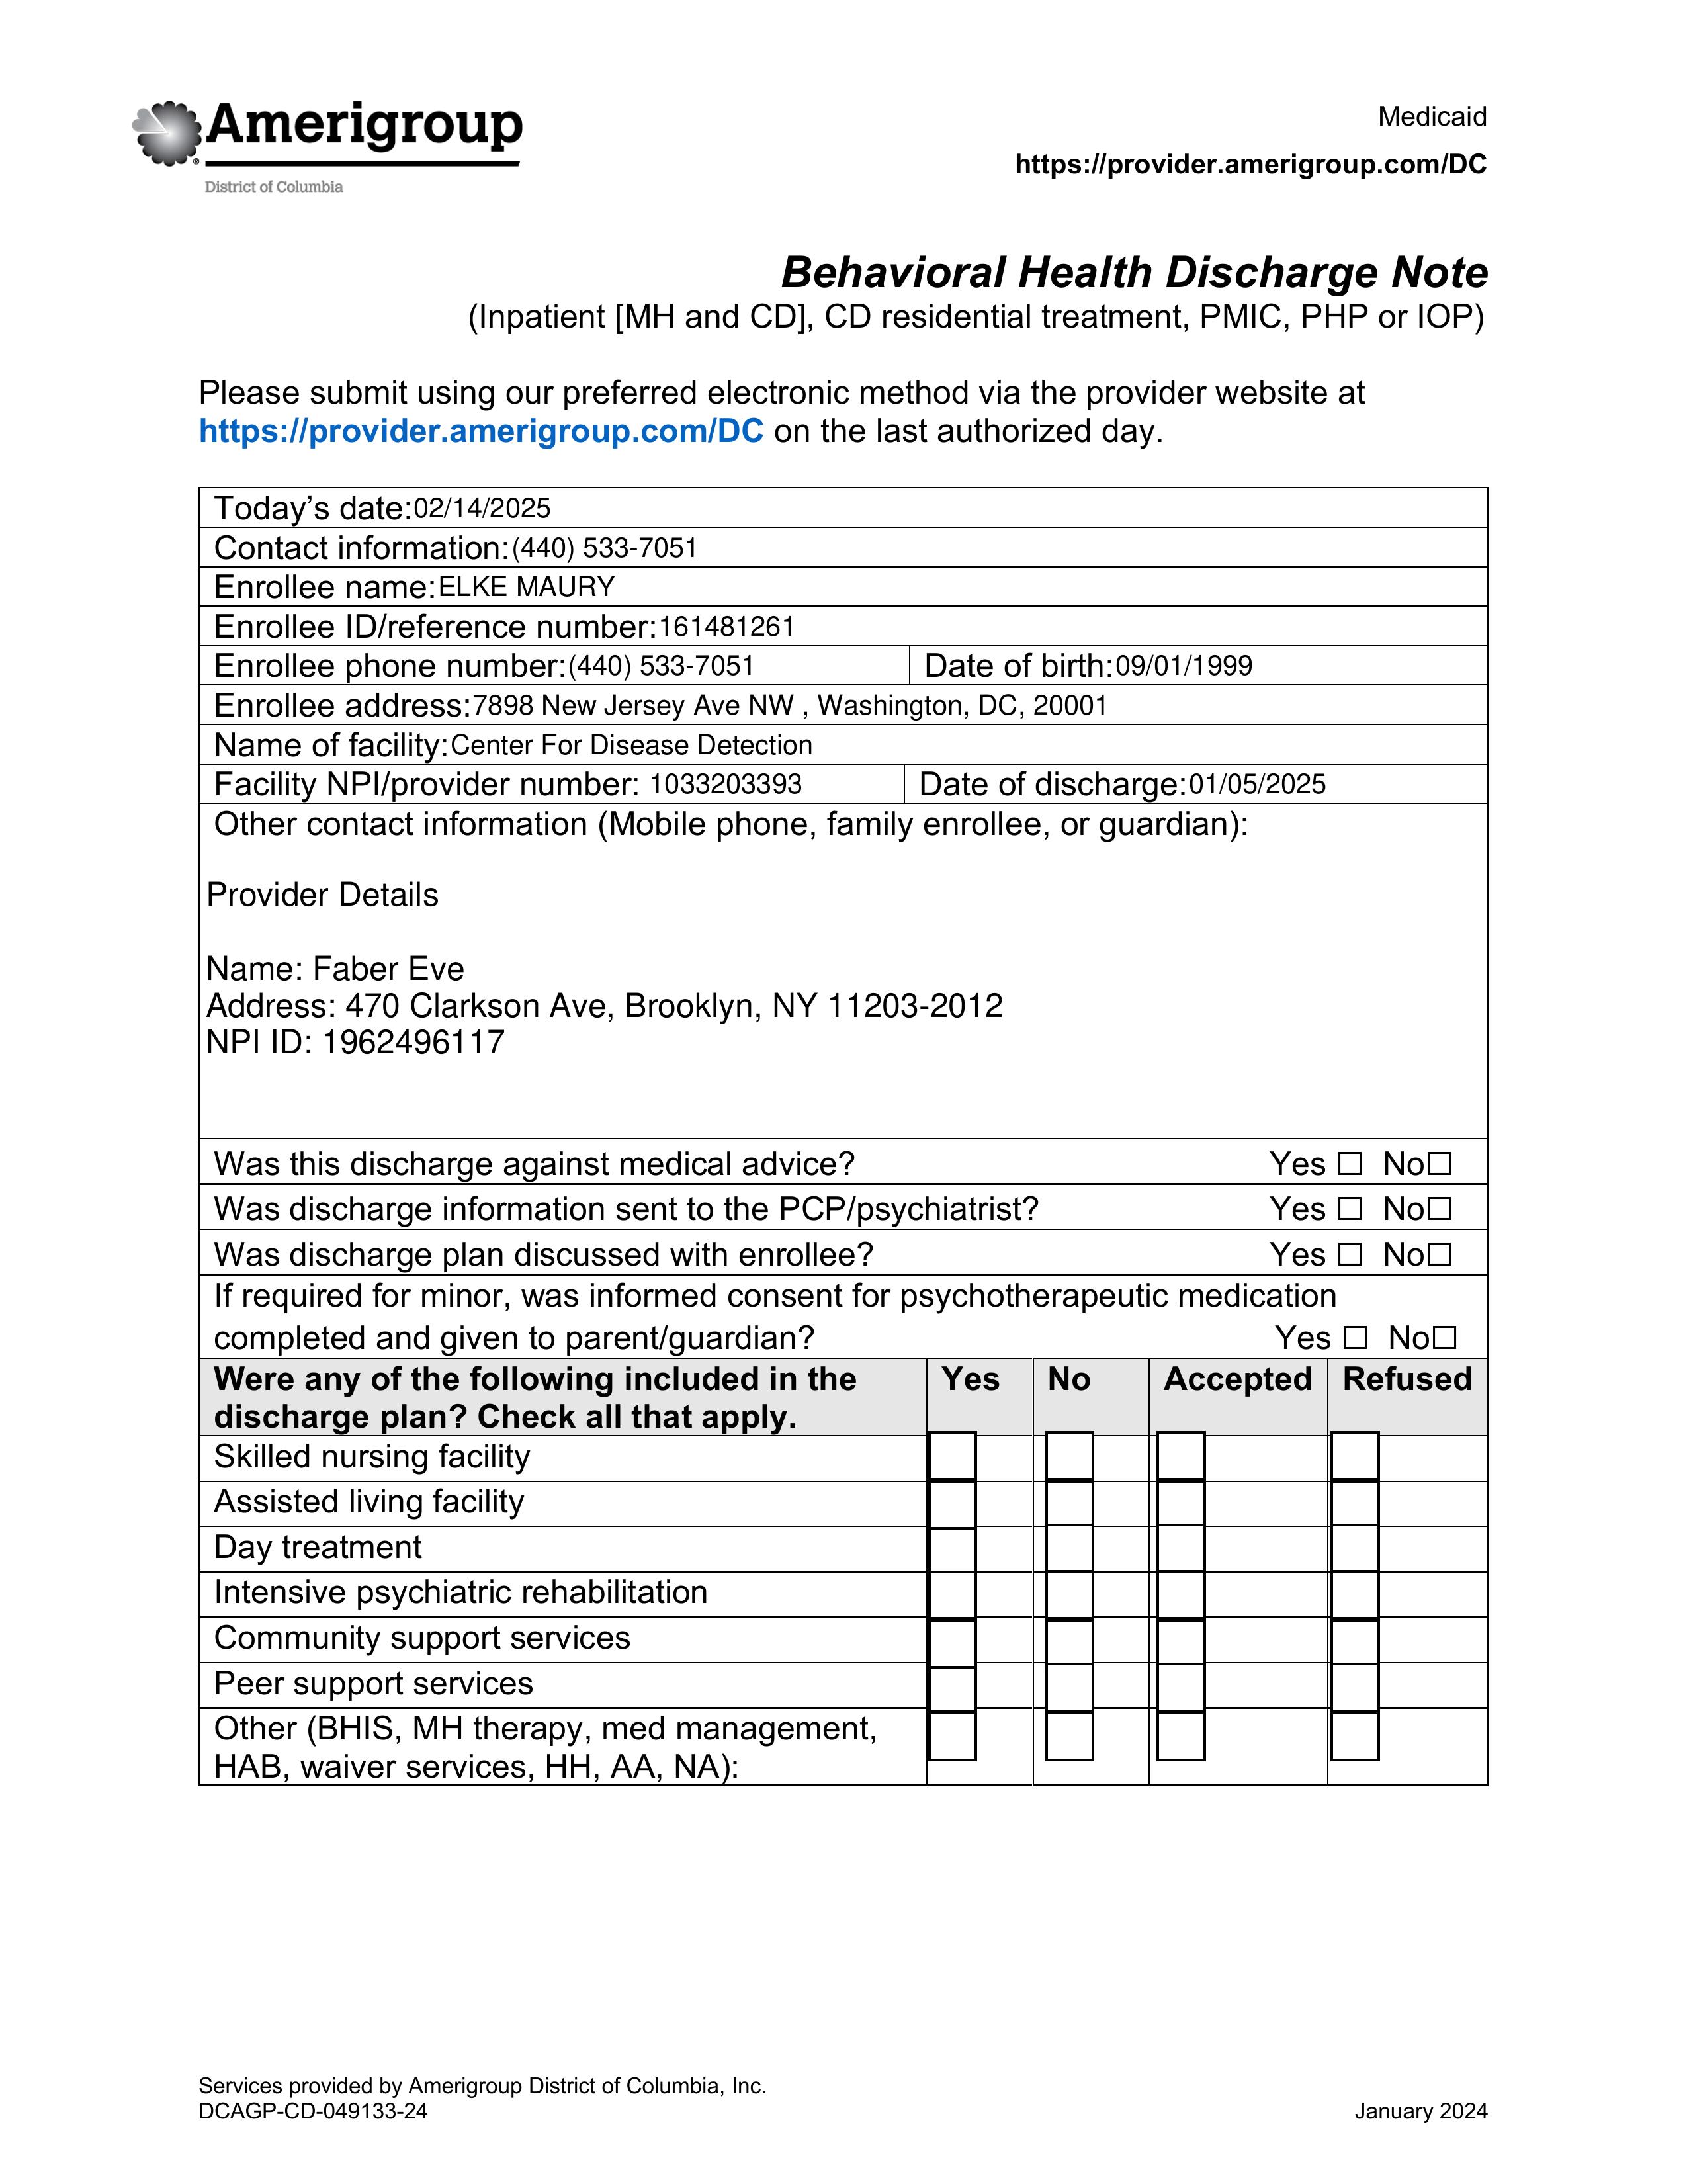 Amerigroup
District of Columbia
Medicaid
https://provider.amerigroup.com/DC
Behavioral Health Discharge Note
(Inpatient [MH and CD], CD residential treatment, PMIC, PHP or IOP)
Please submit using our preferred electronic method via the provider website at
https://provider.amerigroup.com/DC on the last authorized day.
Today’s date:02/14/2025
Contact information:(440) 533-7051
Enrollee name:ELKE MAURY
Enrollee ID/reference number:161481261
Enrollee phone number:(440) 533-7051 Date of birth:09/01/1999
Enrollee address:7898 New Jersey Ave NW , Washington, DC, 20001
Name of facility:Center For Disease Detection
Facility NPI/provider number: 1033203393 Date of discharge:01/05/2025
Other contact information (Mobile phone, family enrollee, or guardian):
Provider Details
Name: Faber Eve
Address: 470 Clarkson Ave, Brooklyn, NY 11203-2012
NPI ID: 1962496117
Was this discharge against medical advice? Yes ☐ No☐
Was discharge information sent to the PCP/psychiatrist? Yes ☐ No☐
Was discharge plan discussed with enrollee? Yes ☐ No☐
If required for minor, was informed consent for psychotherapeutic medication
completed and given to parent/guardian? Yes ☐ No☐
Were any of the following included in the Yes No Accepted Refused
discharge plan? Check all that apply.
Skilled nursing facility
Assisted living facility
Day treatment
Intensive psychiatric rehabilitation
Community support services
Peer support services
Other (BHIS, MH therapy, med management,
HAB, waiver services, HH, AA, NA):
Services provided by Amerigroup District of Columbia, Inc.
DCAGP-CD-049133-24 January 2024